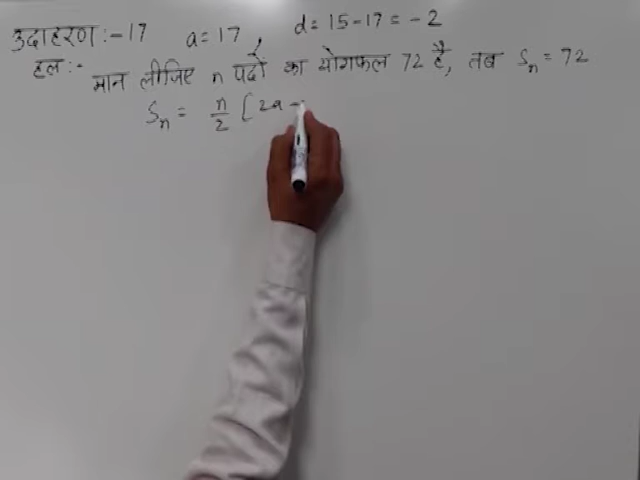 उदाहरण:-17 a=17, d=15-17=-2
हल:- मान लीजिए n पदों का योगफल 72 है, तब Sₙ=72
Sₙ = n/2 [2a -